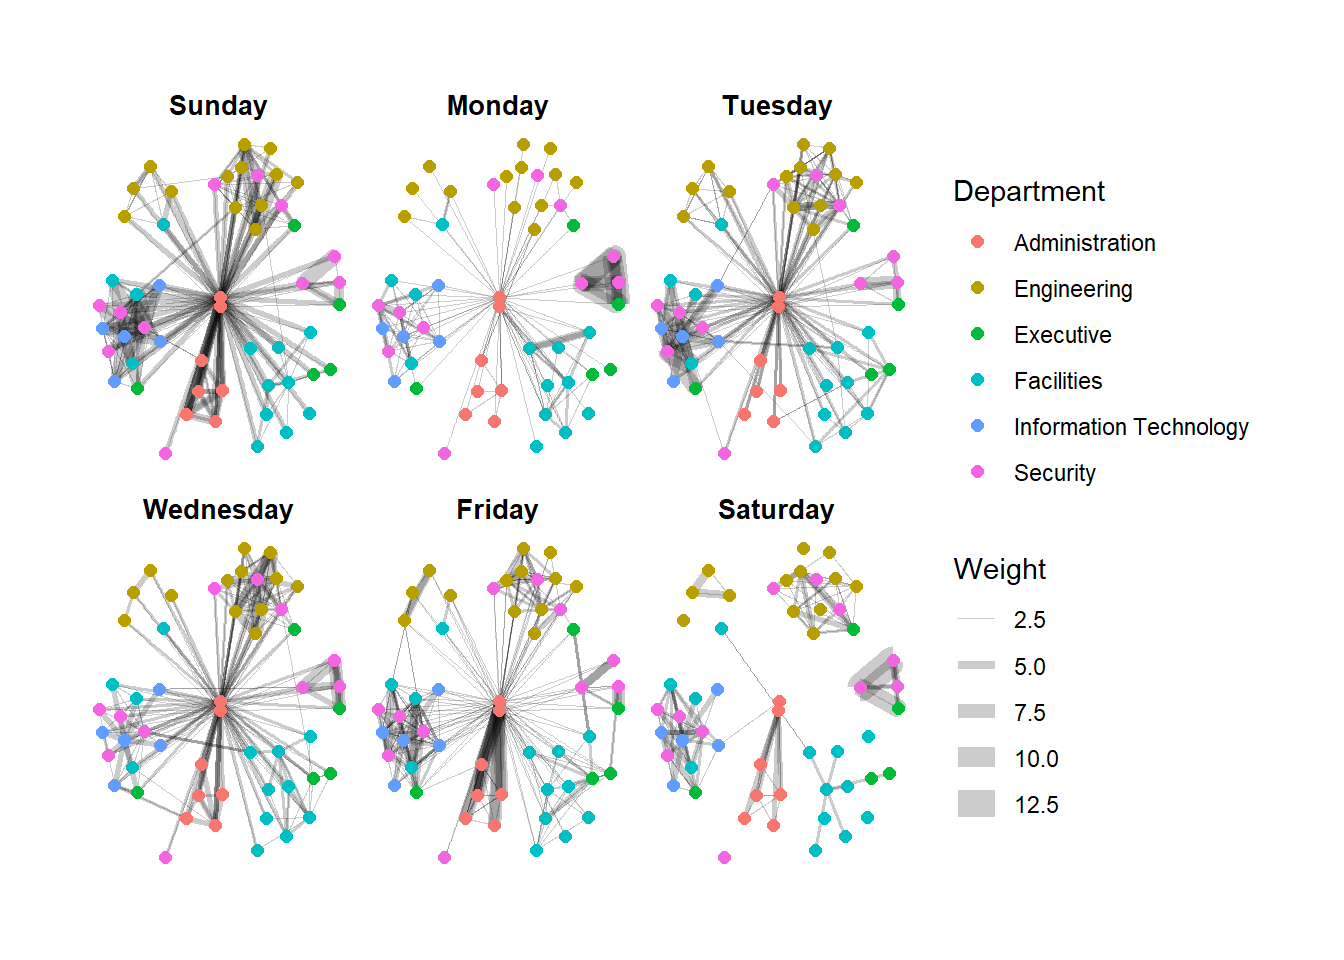 Sunday
Monday
Tuesday
Wednesday
Friday
Saturday
Department
Administration
Engineering
Executive
Facilities
Information Technology
Security
Weight
2.5
5.0
7.5
10.0
12.5